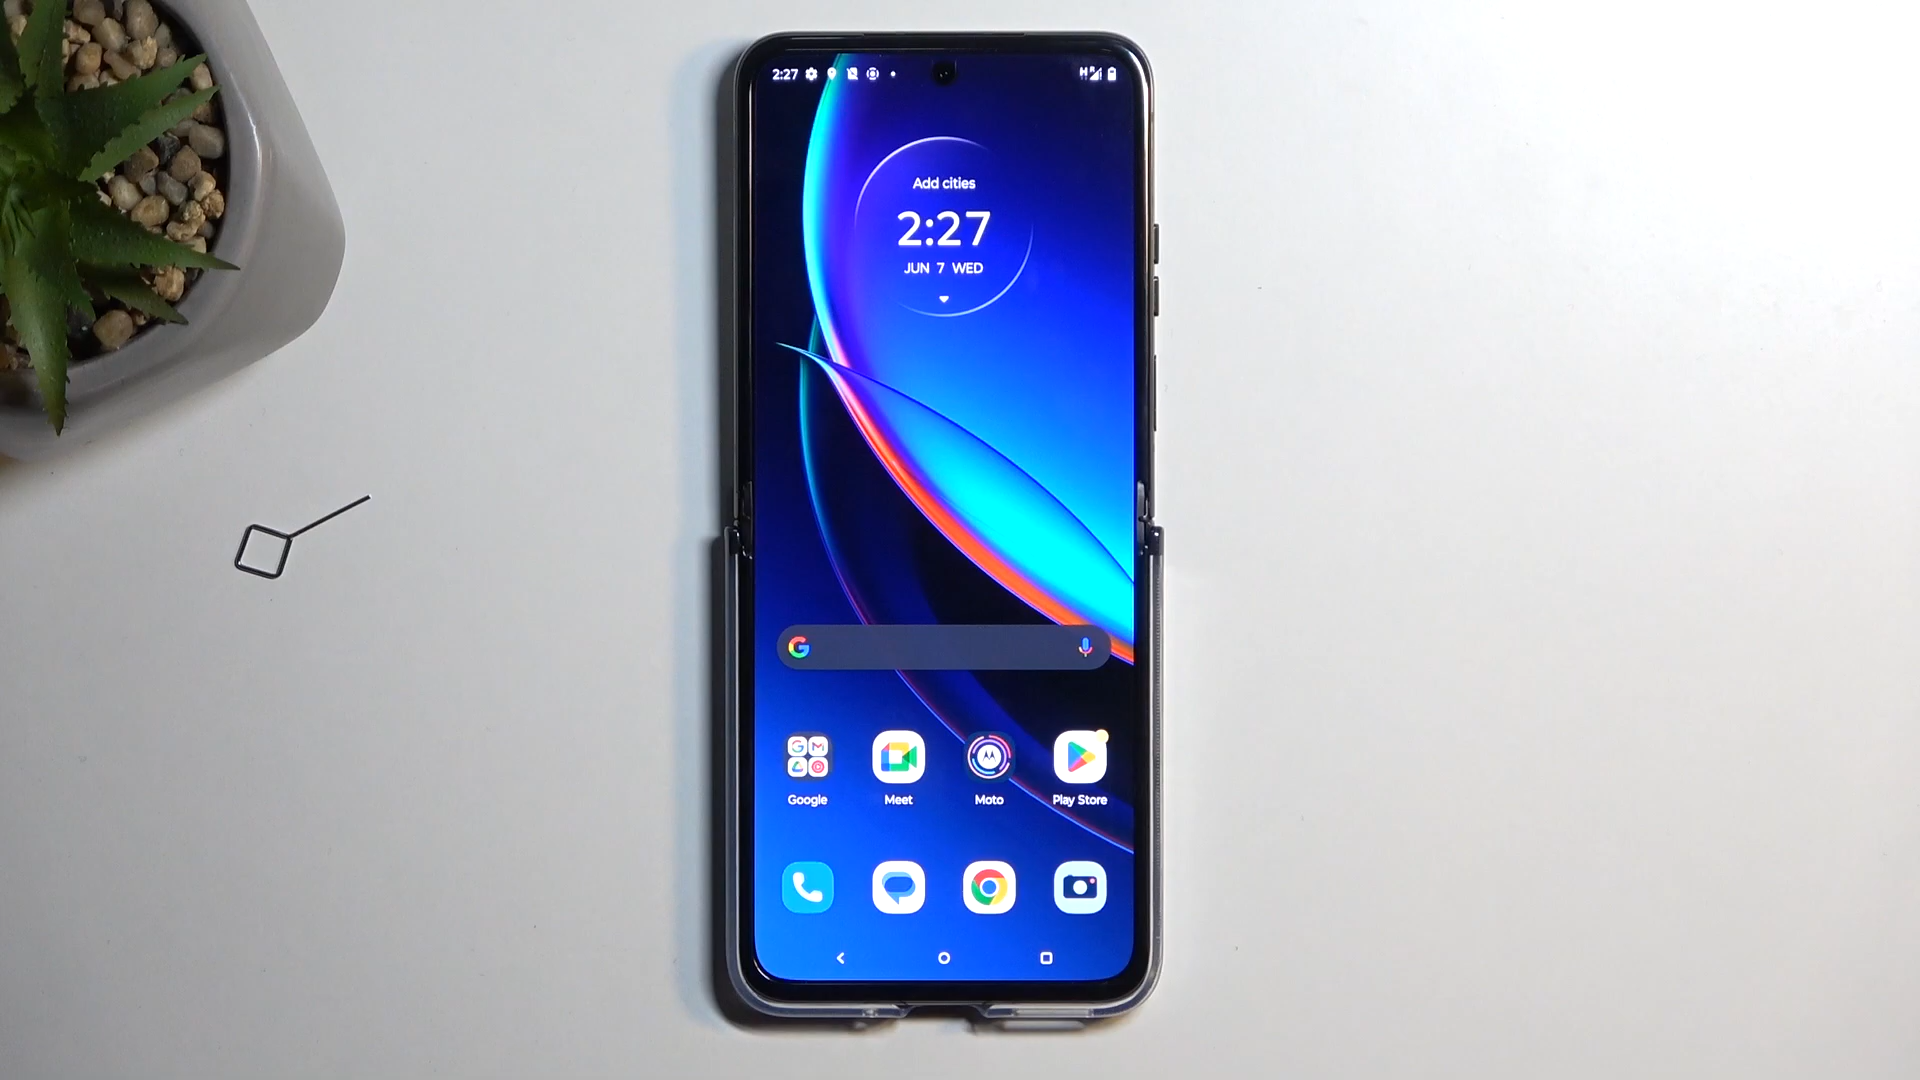 2:27
H R
Add cities
2:27
JUN 7 WED
Google
Meet
Moto
Play Store